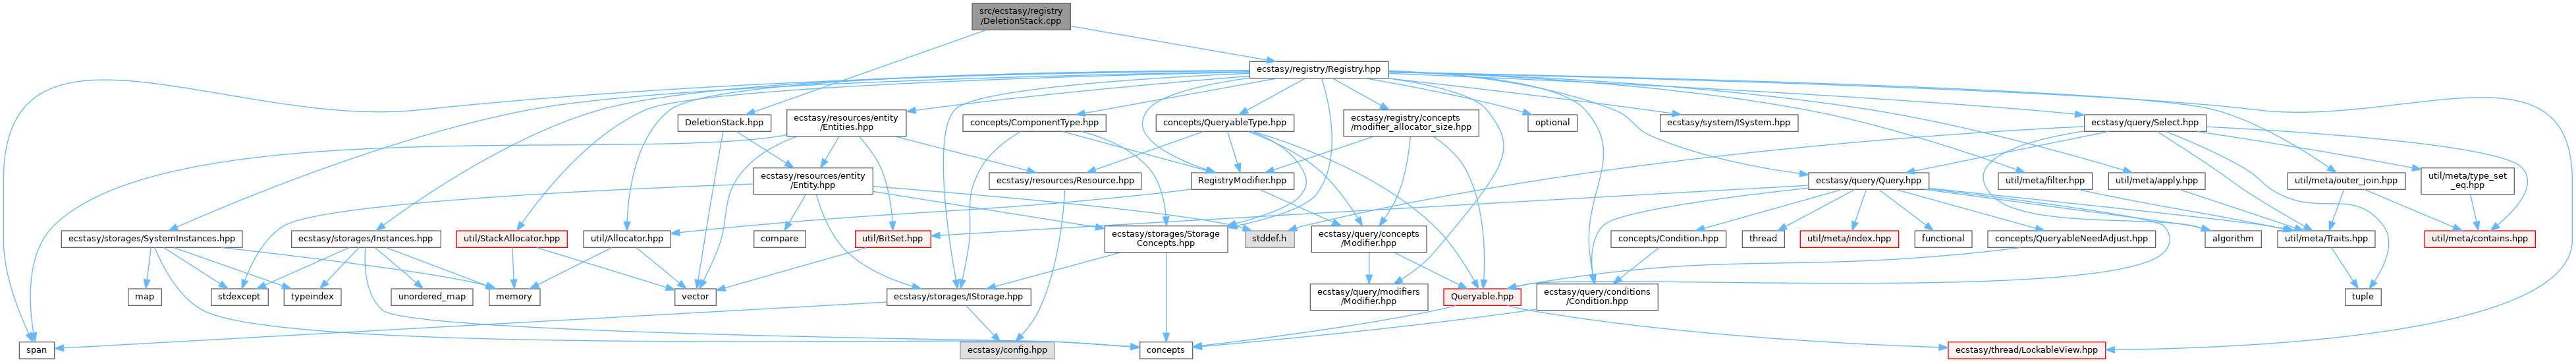 src/ecstasy/registry
/DeletionStack.cpp
ecstasy/registry/Registry.hpp
DeletionStack.hpp
ecstasy/resources/entity
/Entities.hpp
concepts/ComponentType.hpp
concepts/QueryableType.hpp
ecstasy/registry/concepts
/modifier_allocator_size.hpp
optional
ecstasy/system/ISystem.hpp
ecstasy/query/Select.hpp
ecstasy/resources/entity
/Entity.hpp
ecstasy/resources/Resource.hpp
RegistryModifier.hpp
ecstasy/query/Query.hpp
util/meta/filter.hpp
util/meta/apply.hpp
util/meta/outer_join.hpp
util/meta/type_set
_eq.hpp
ecstasy/storages/SystemInstances.hpp
ecstasy/storages/Instances.hpp
util/StackAllocator.hpp
util/Allocator.hpp
compare
util/BitSet.hpp
ecstasy/storages/Storage
Concepts.hpp
stddef.h
ecstasy/query/concepts
/Modifier.hpp
concepts/Condition.hpp
thread
util/meta/index.hpp
functional
concepts/QueryableNeedAdjust.hpp
algorithm
util/meta/Traits.hpp
util/meta/contains.hpp
map
stdexcept
typeindex
unordered_map
memory
vector
ecstasy/storages/IStorage.hpp
ecstasy/query/modifiers
/Modifier.hpp
Queryable.hpp
ecstasy/query/conditions
/Condition.hpp
tuple
span
ecstasy/config.hpp
concepts
ecstasy/thread/LockableView.hpp